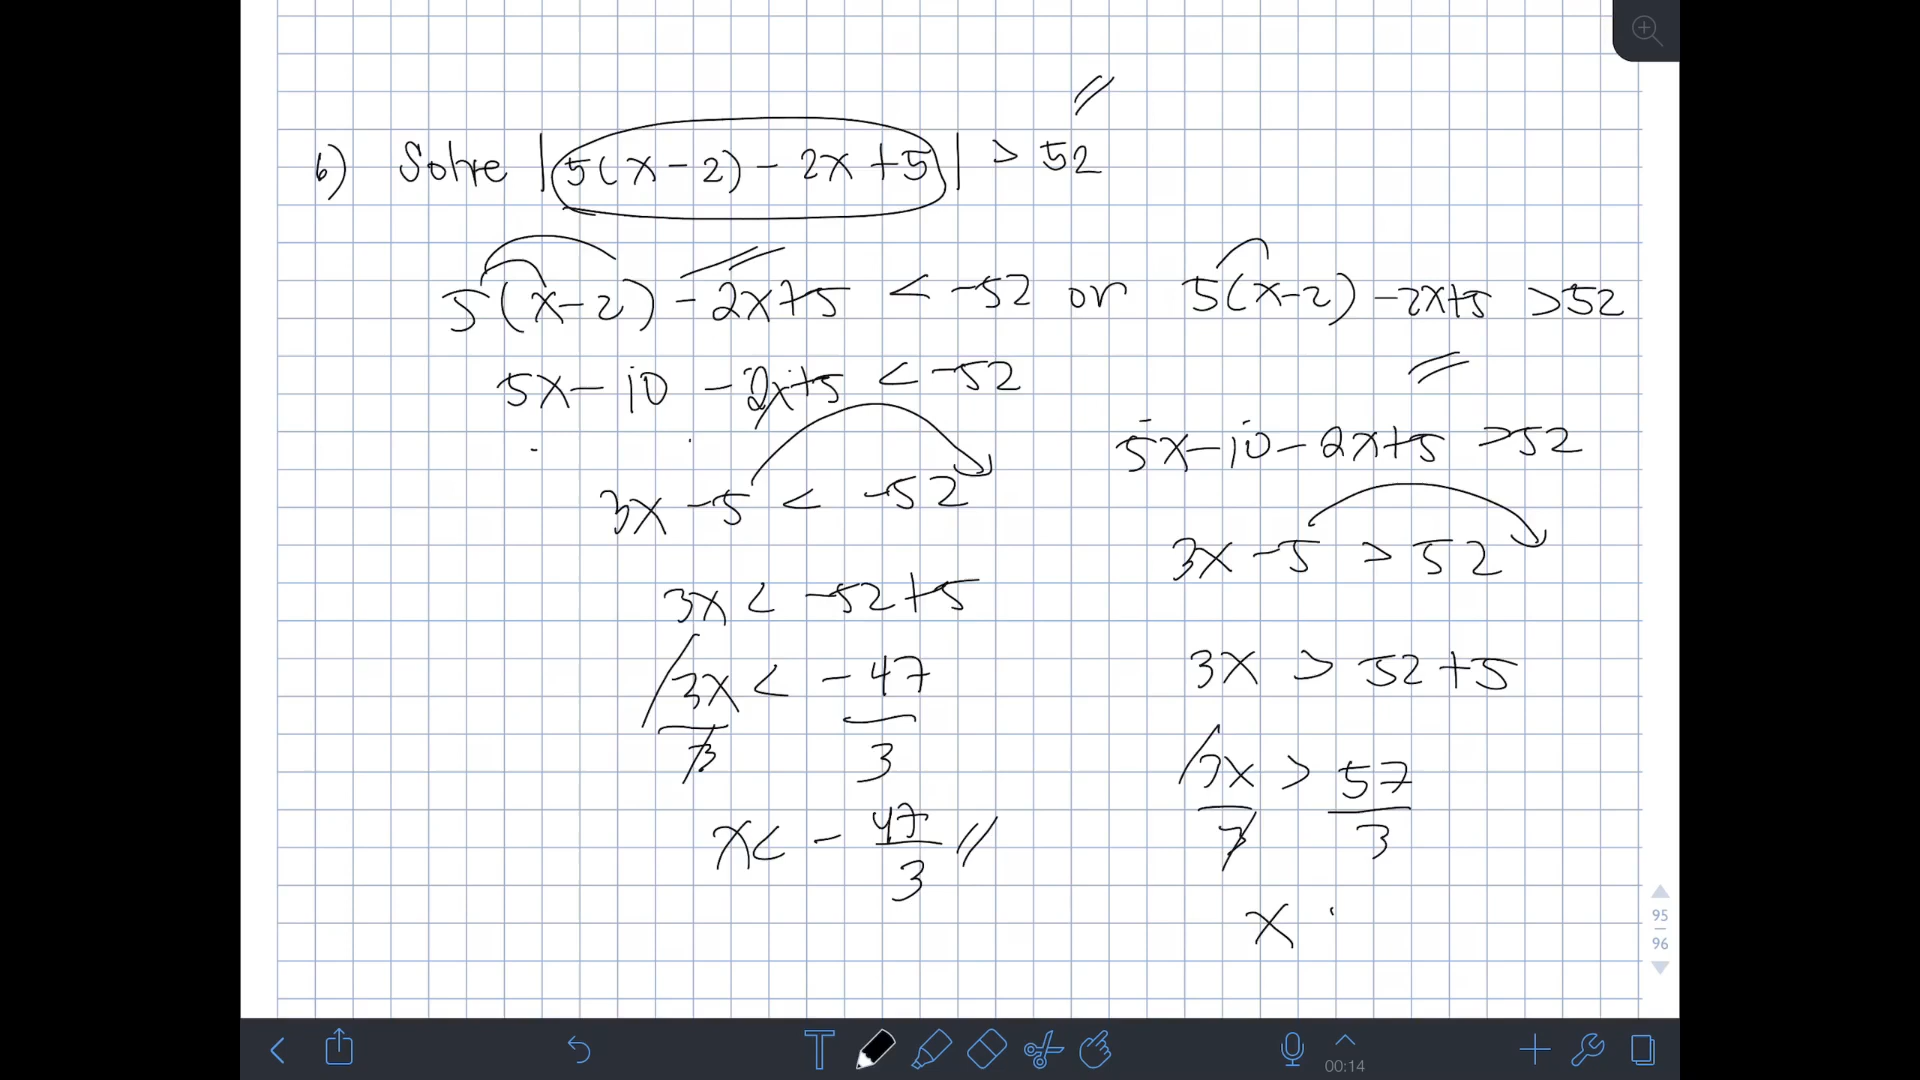 6) Solve |5(x-2) - 2x + 5| > 52
5(x-2) - 2x+5 < -52 or 5(x-2) - 2x+5 > 52
5x - 10 - 2x+5 < -52
5x - 10 - 2x+5 > 52
3x - 5 < -52
3x - 5 > 52
3x < -52+5
3x > 52+5
3x/3 < -47/3
3x/3 > 57/3
x < -47/3
x
95
96
T
00:14